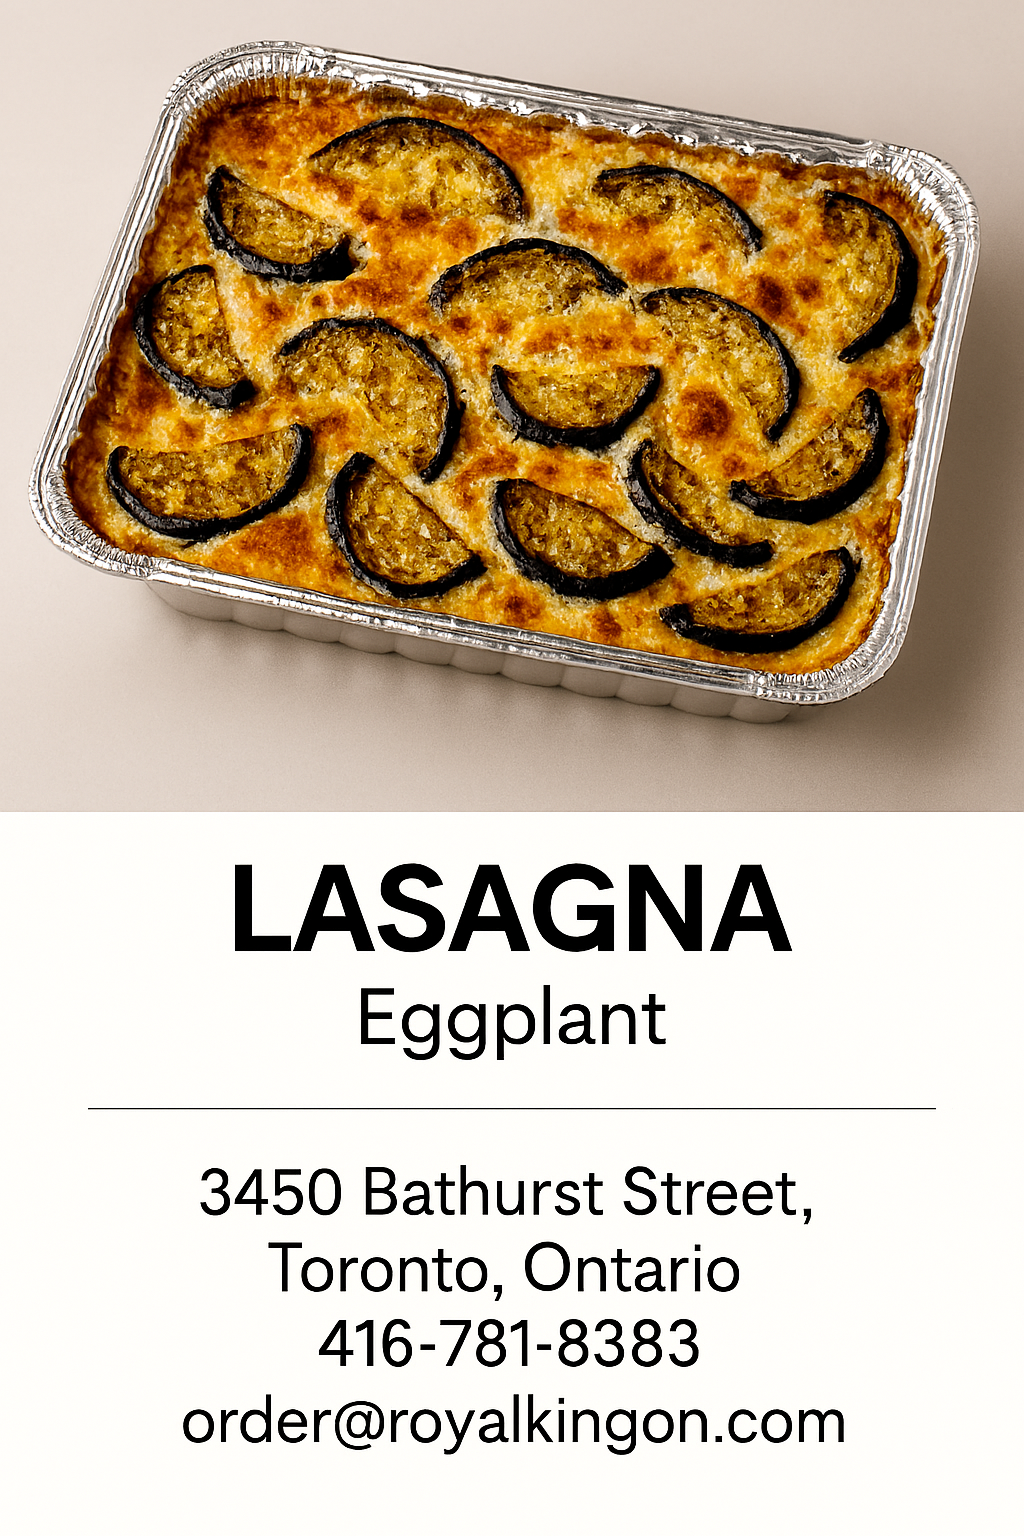 LASAGNA
Eggplant
3450 Bathurst Street,
Toronto, Ontario
416-781-8383
order@royalkingon.com